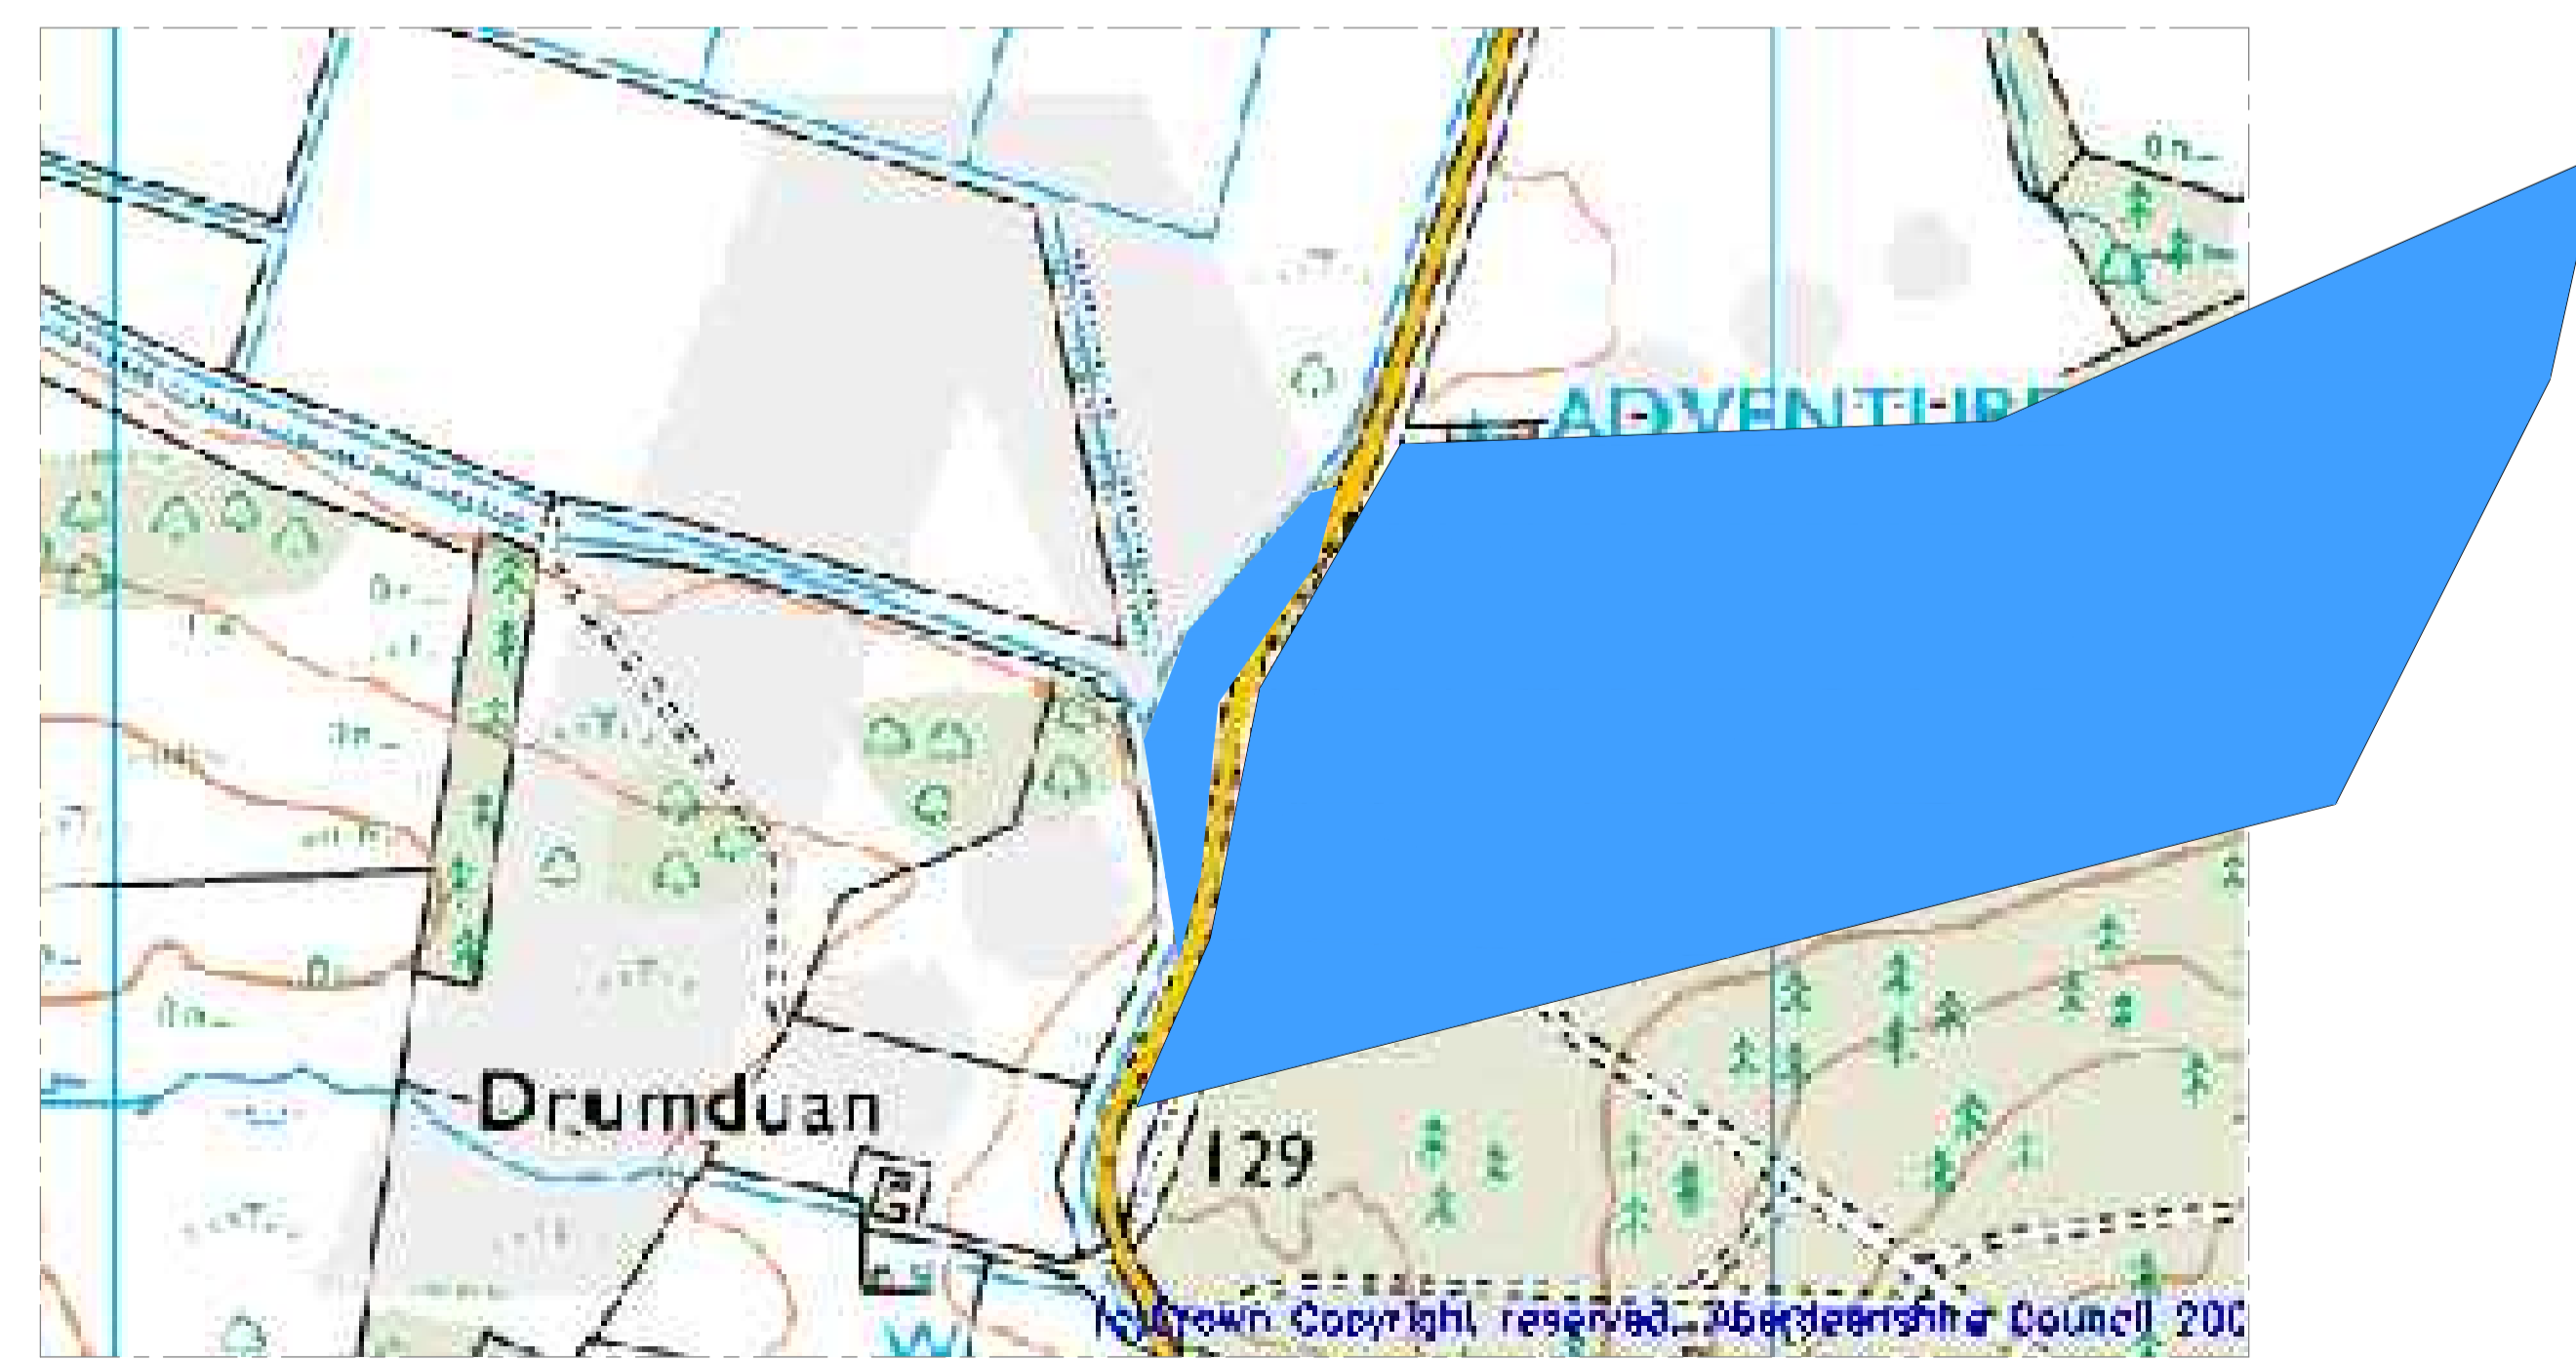 ADVENTURE
Drumduan
129
W
(c) Crown Copyright reserved. Aberdeenshire Council 200